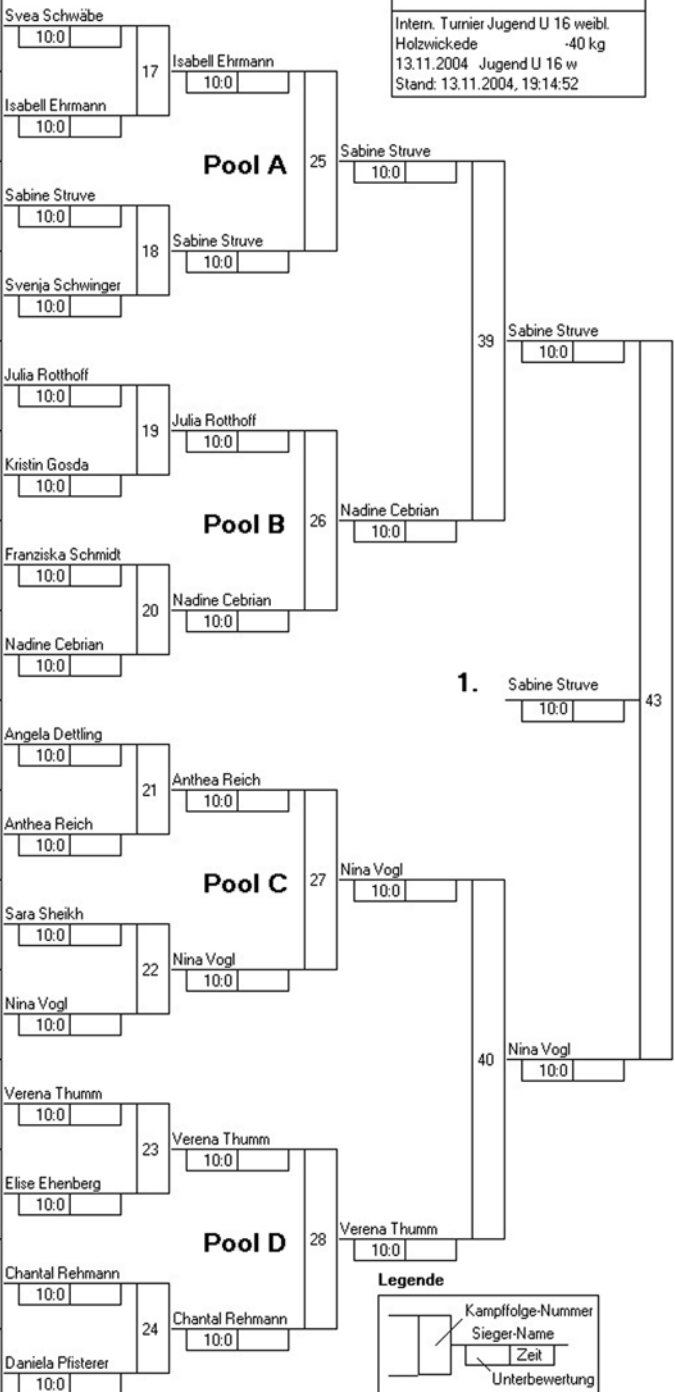 Intern. Turnier Jugend U 16 weibl.
Holzwickede -40 kg
13.11.2004 Jugend U 16 w
Stand: 13.11.2004, 19:14:52
Svea Schwäbe
10:0
17
Isabell Ehrmann
10:0
Isabell Ehrmann
10:0
Pool A
25
Sabine Struve
10:0
Sabine Struve
10:0
18
Sabine Struve
10:0
Svenja Schwinger
10:0
39
Sabine Struve
10:0
Julia Rotthoff
10:0
19
Julia Rotthoff
10:0
Kristin Gosda
10:0
Pool B
26
Nadine Cebrian
10:0
Franziska Schmidt
10:0
20
Nadine Cebrian
10:0
Nadine Cebrian
10:0
1.
Sabine Struve
10:0
43
Angela Dettling
10:0
21
Anthea Reich
10:0
Anthea Reich
10:0
Pool C
27
Nina Vogl
10:0
Sara Sheikh
10:0
22
Nina Vogl
10:0
Nina Vogl
10:0
40
Nina Vogl
10:0
Verena Thumm
10:0
23
Verena Thumm
10:0
Elise Ehenberg
10:0
Pool D
28
Verena Thumm
10:0
Chantal Rehmann
10:0
24
Chantal Rehmann
10:0
Daniela Pfisterer
10:0
Legende
Kampffolge-Nummer
Sieger-Name
Zeit
Unterbewertung